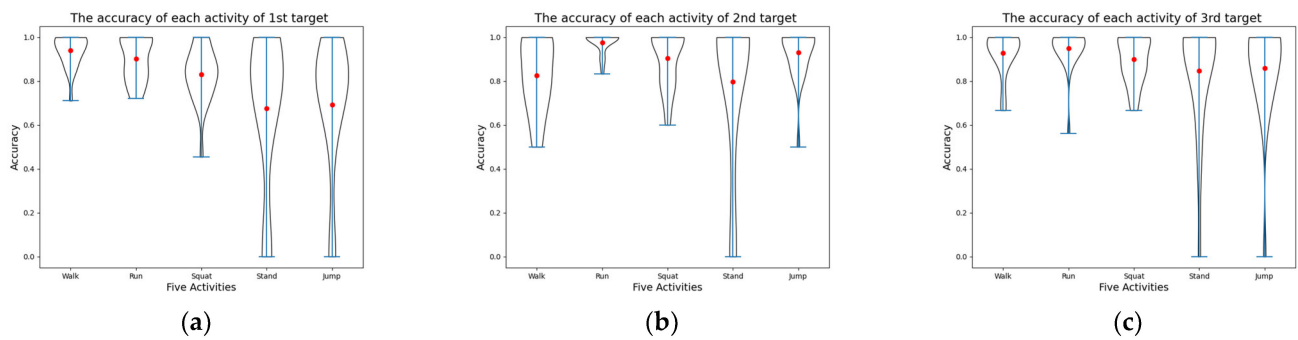 The accuracy of each activity of 1st target
1.0
0.8
0.6
0.4
0.2
0.0
Accuracy
Walk Run Squat Stand Jump
Five Activities
(a)
The accuracy of each activity of 2nd target
1.0
0.8
0.6
0.4
0.2
0.0
Accuracy
Walk Run Squat Stand Jump
Five Activities
(b)
The accuracy of each activity of 3rd target
1.0
0.8
0.6
0.4
0.2
0.0
Accuracy
Walk Run Squat Stand Jump
Five Activities
(c)